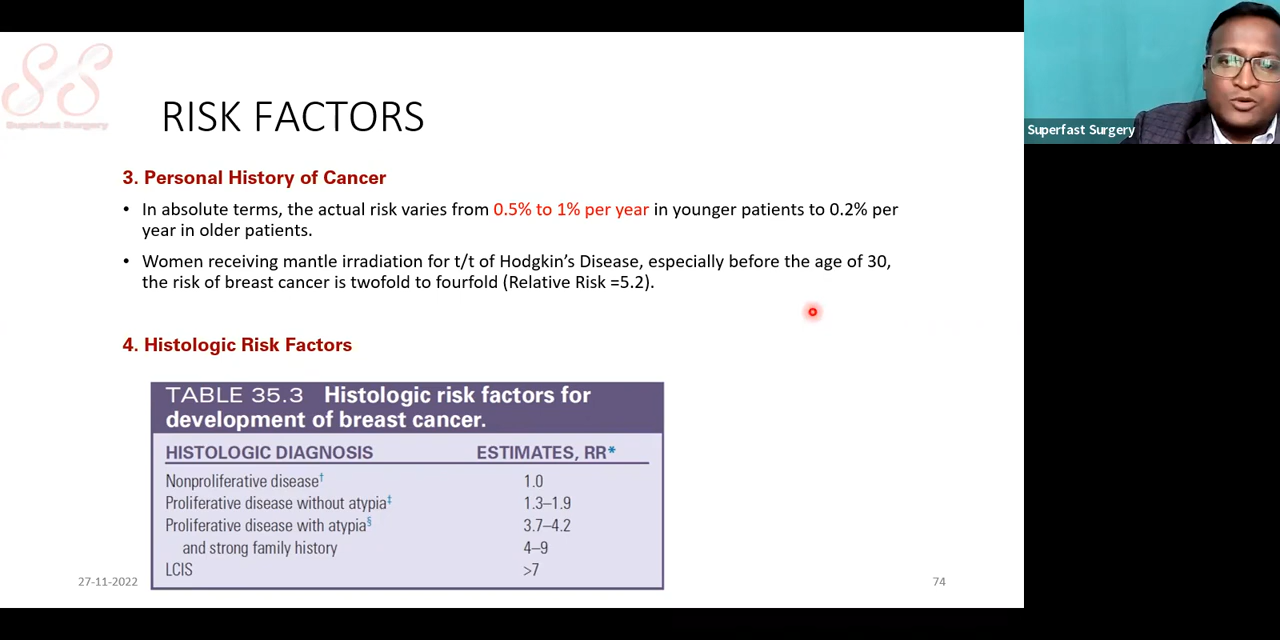 SS
Superfast Surgery
RISK FACTORS
Superfast Surgery
3. Personal History of Cancer
• In absolute terms, the actual risk varies from 0.5% to 1% per year in younger patients to 0.2% per
year in older patients.
• Women receiving mantle irradiation for t/t of Hodgkin's Disease, especially before the age of 30,
the risk of breast cancer is twofold to fourfold (Relative Risk =5.2).
4. Histologic Risk Factors
TABLE 35.3 Histologic risk factors for
development of breast cancer.
HISTOLOGIC DIAGNOSIS ESTIMATES, RR*
Nonproliferative disease† 1.0
Proliferative disease without atypia‡ 1.3–1.9
Proliferative disease with atypia§ 3.7–4.2
and strong family history 4–9
LCIS >7
27-11-2022
74